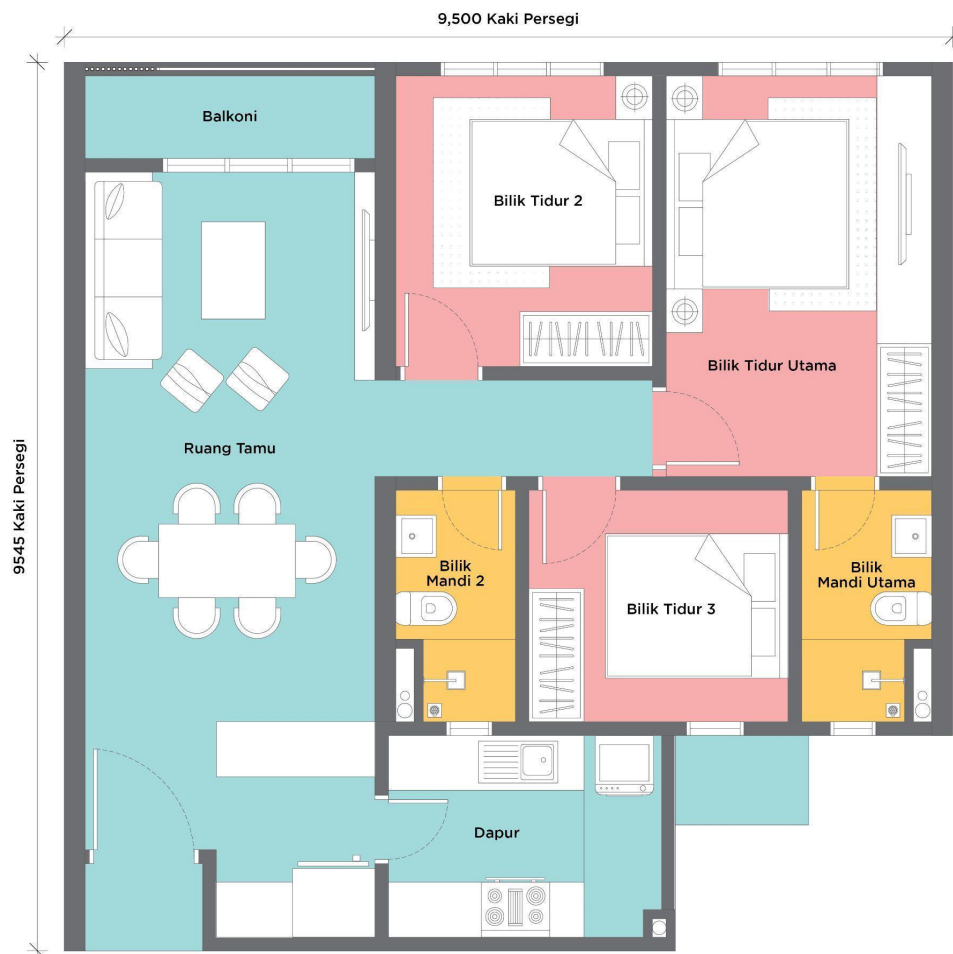 9,500 Kaki Persegi
9545 Kaki Persegi
Balkoni
Bilik Tidur 2
Bilik Tidur Utama
Ruang Tamu
Bilik
Mandi 2
Bilik Tidur 3
Bilik
Mandi Utama
Dapur